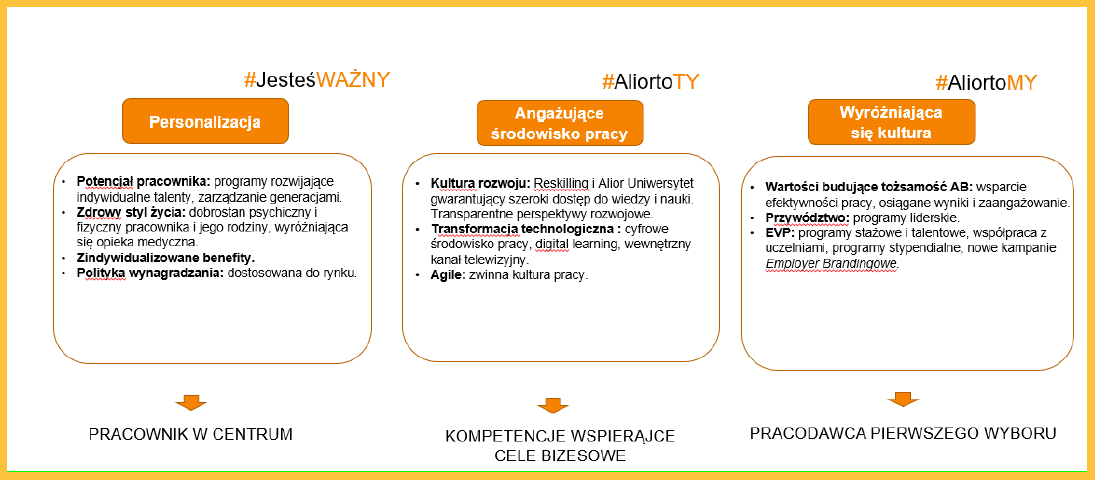 #JesteśWAŻNY
Personalizacja
• Potencjał pracownika: programy rozwijające
indywidualne talenty, zarządzanie generacjami.
• Zdrowy styl życia: dobrostan psychiczny i
fizyczny pracownika i jego rodziny, wyróżniająca
się opieka medyczna.
• Zindywidualizowane benefity.
• Polityka wynagradzania: dostosowana do rynku.
PRACOWNIK W CENTRUM
#AliortoTY
Angażujące
środowisko pracy
• Kultura rozwoju: Reskilling i Alior Uniwersytet
gwarantujący szeroki dostęp do wiedzy i nauki.
Transparentne perspektywy rozwojowe.
• Transformacja technologiczna : cyfrowe
środowisko pracy, digital learning, wewnętrzny
kanał telewizyjny.
• Agile: zwinna kultura pracy.
KOMPETENCJE WSPIERĄJCE
CELE BIZESOWE
#AliortoMY
Wyróżniająca
się kultura
• Wartości budujące tożsamość AB: wsparcie
efektywności pracy, osiągane wyniki i zaangażowanie.
• Przywództwo: programy liderskie.
• EVP: programy stażowe i talentowe, współpraca z
uczelniami, programy stypendialne, nowe kampanie
Employer Brandingowe.
PRACODAWCA PIERWSZEGO WYBORU